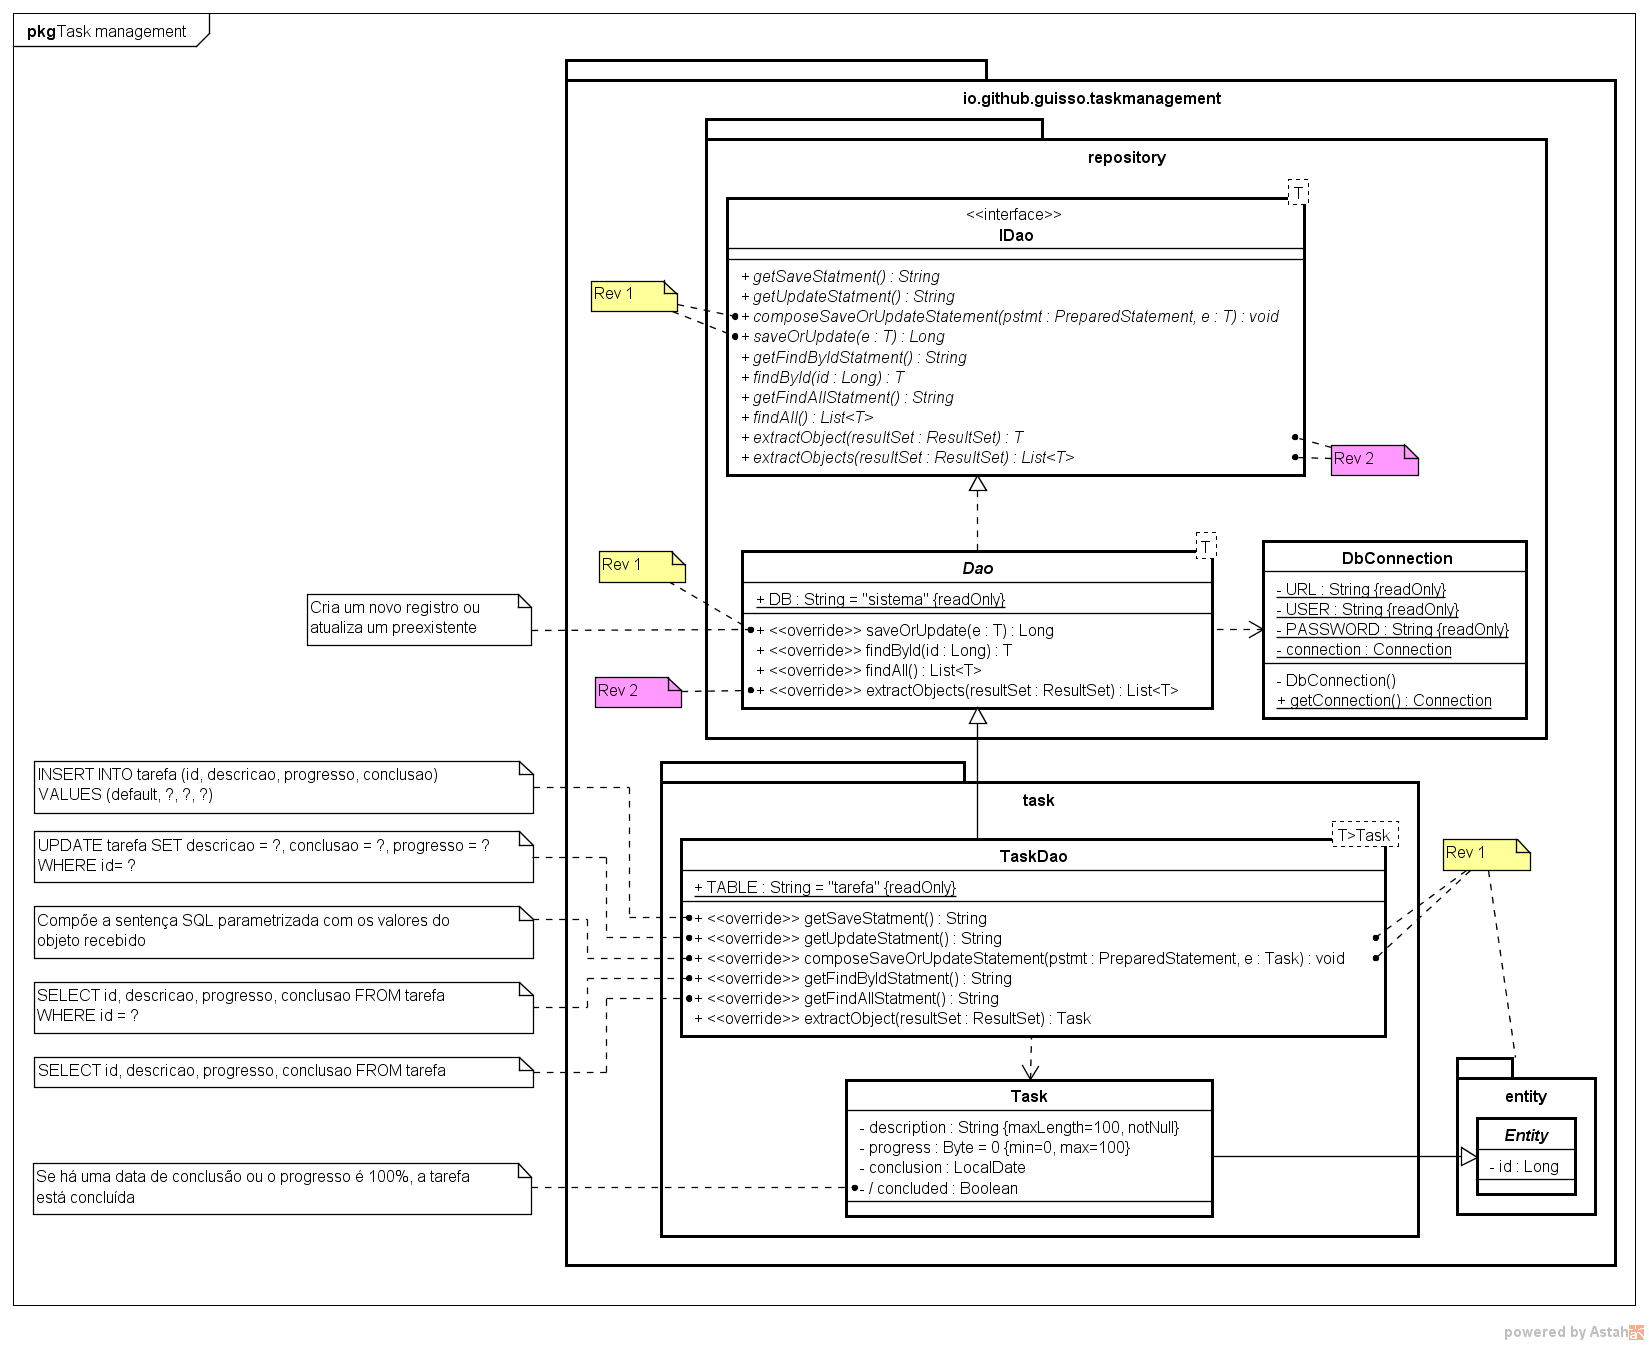 pkg Task management
io.github.guisso.taskmanagement
repository
T
<<interface>>
IDao
+ getSaveStatment() : String
+ getUpdateStatment() : String
+ composeSaveOrUpdateStatement(pstmt : PreparedStatement, e : T) : void
+ saveOrUpdate(e : T) : Long
+ getFindByIdStatment() : String
+ findById(id : Long) : T
+ getFindAllStatment() : String
+ findAll() : List<T>
+ extractObject(resultSet : ResultSet) : T
+ extractObjects(resultSet : ResultSet) : List<T>
Rev 1
Rev 2
T
Dao
+ DB : String = "sistema" {readOnly}
+ <<override>> saveOrUpdate(e : T) : Long
+ <<override>> findById(id : Long) : T
+ <<override>> findAll() : List<T>
+ <<override>> extractObjects(resultSet : ResultSet) : List<T>
Rev 1
Cria um novo registro ou
atualiza um preexistente
Rev 2
DbConnection
- URL : String {readOnly}
- USER : String {readOnly}
- PASSWORD : String {readOnly}
- connection : Connection
- DbConnection()
+ getConnection() : Connection
task
T>Task
TaskDao
+ TABLE : String = "tarefa" {readOnly}
+ <<override>> getSaveStatment() : String
+ <<override>> getUpdateStatment() : String
+ <<override>> composeSaveOrUpdateStatement(pstmt : PreparedStatement, e : Task) : void
+ <<override>> getFindByIdStatment() : String
+ <<override>> getFindAllStatment() : String
+ <<override>> extractObject(resultSet : ResultSet) : Task
Rev 1
INSERT INTO tarefa (id, descricao, progresso, conclusao)
VALUES (default, ?, ?, ?)
UPDATE tarefa SET descricao = ?, conclusao = ?, progresso = ?
WHERE id= ?
Compõe a sentença SQL parametrizada com os valores do
objeto recebido
SELECT id, descricao, progresso, conclusao FROM tarefa
WHERE id = ?
SELECT id, descricao, progresso, conclusao FROM tarefa
Task
- description : String {maxLength=100, notNull}
- progress : Byte = 0 {min=0, max=100}
- conclusion : LocalDate
- / concluded : Boolean
Se há uma data de conclusão ou o progresso é 100%, a tarefa
está concluída
entity
Entity
- id : Long
powered by Astah